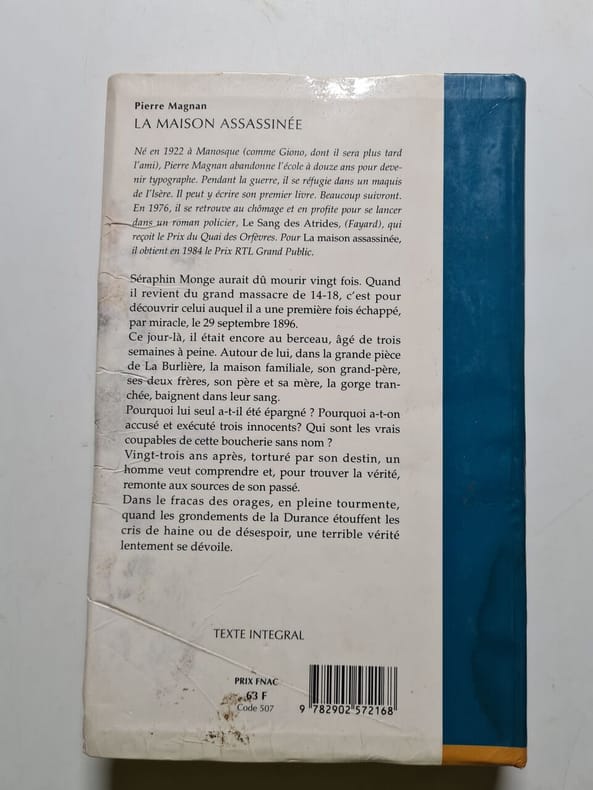 Pierre Magnan
LA MAISON ASSASSINÉE
Né en 1922 à Manosque (comme Giono, dont il sera plus tard
l'ami), Pierre Magnan abandonne l'école à douze ans pour deve-
nir typographe. Pendant la guerre, il se réfugie dans un maquis
de l'Isère. Il peut y écrire son premier livre. Beaucoup suivront.
En 1976, il se retrouve au chômage et en profite pour se lancer
dans un roman policier, Le Sang des Atrides, (Fayard), qui
reçoit le Prix du Quai des Orfèvres. Pour La maison assassinée,
il obtient en 1984 le Prix RTL Grand Public.
Séraphin Monge aurait dû mourir vingt fois. Quand
il revient du grand massacre de 14-18, c'est pour
découvrir celui auquel il a une première fois échappé,
par miracle, le 29 septembre 1896.
Ce jour-là, il était encore au berceau, âgé de trois
semaines à peine. Autour de lui, dans la grande pièce
de La Burlière, la maison familiale, son grand-père,
ses deux frères, son père et sa mère, la gorge tran-
chée, baignent dans leur sang.
Pourquoi lui seul a-t-il été épargné ? Pourquoi a-t-on
accusé et exécuté trois innocents? Qui sont les vrais
coupables de cette boucherie sans nom ?
Vingt-trois ans après, torturé par son destin, un
homme veut comprendre et, pour trouver la vérité,
remonte aux sources de son passé.
Dans le fracas des orages, en pleine tourmente,
quand les grondements de la Durance étouffent les
cris de haine ou de désespoir, une terrible vérité
lentement se dévoile.
TEXTE INTEGRAL
PRIX FNAC
63 F
Code 507
9 782902 572168